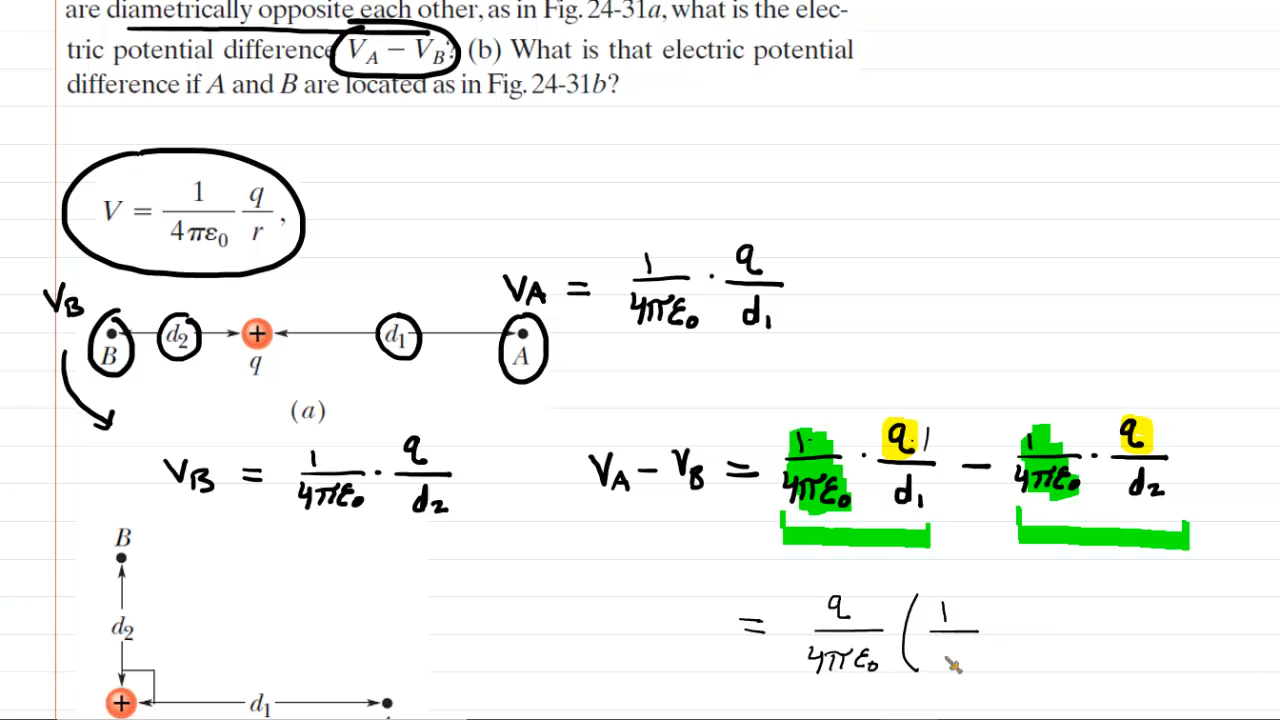 are diametrically opposite each other, as in Fig. 24-31a, what is the elec-
tric potential difference V_A − V_B? (b) What is that electric potential
difference if A and B are located as in Fig. 24-31b?
V = 1/(4πε₀) q/r,
V_B
V_A = 1/(4πε₀) · q/d₁
B d₂ + d₁ A
q
(a)
V_B = 1/(4πε₀) · q/d₂
V_A − V_B = 1/(4πε₀) · q·1/d₁ − 1/(4πε₀) · q/d₂
B
d₂
= q/(4πε₀) ( 1
+ d₁